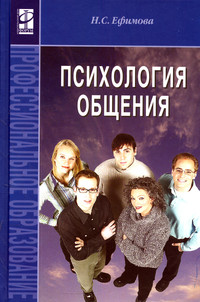 Н.С. Ефимова
ПСИХОЛОГИЯ
ОБЩЕНИЯ
ПРОФЕССИОНАЛЬНОЕ ОБРАЗОВАНИЕ